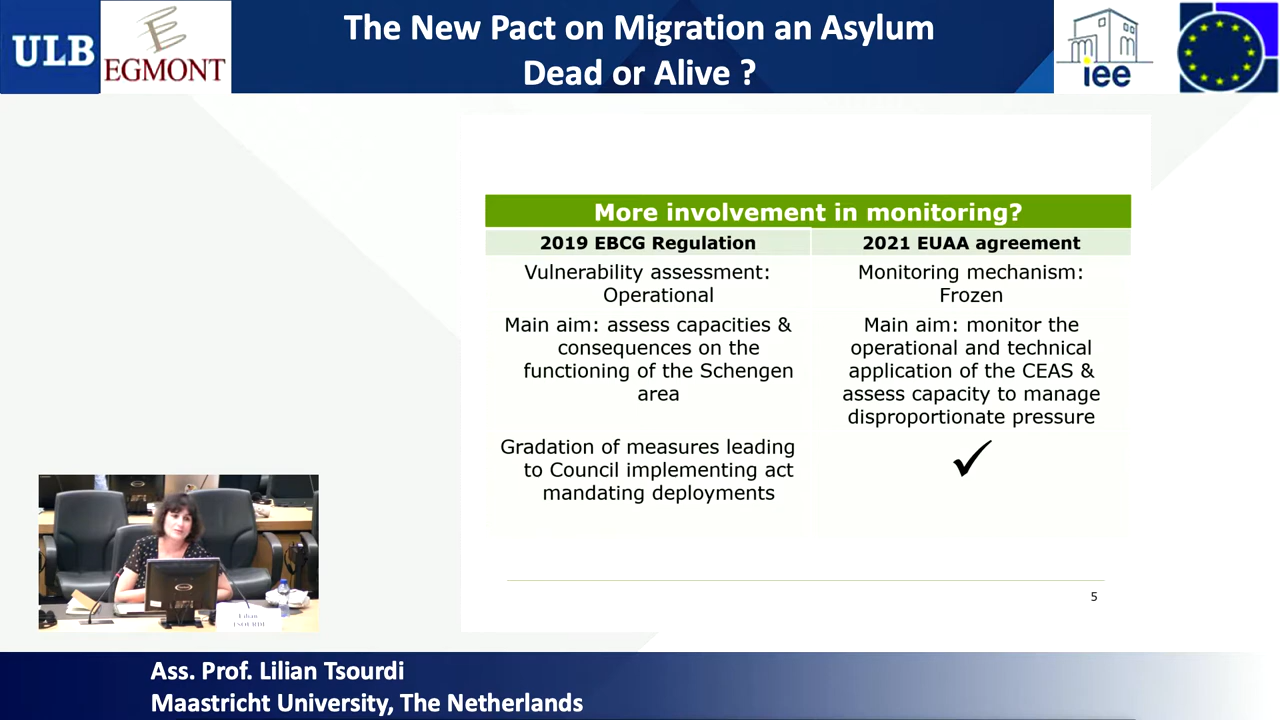 ULB
EGMONT
The New Pact on Migration an Asylum
Dead or Alive ?
iee
More involvement in monitoring?
2019 EBCG Regulation
2021 EUAA agreement
Vulnerability assessment:
Operational
Monitoring mechanism:
Frozen
Main aim: assess capacities &
consequences on the
functioning of the Schengen
area
Main aim: monitor the
operational and technical
application of the CEAS &
assess capacity to manage
disproportionate pressure
Gradation of measures leading
to Council implementing act
mandating deployments
✓
5
Lilian
TSOURDI
Ass. Prof. Lilian Tsourdi
Maastricht University, The Netherlands